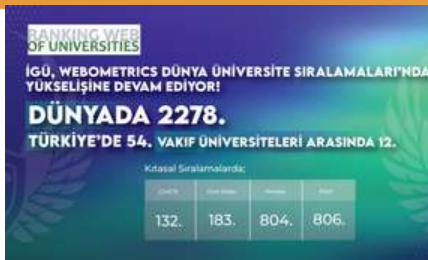 RANKING WEB
OF UNIVERSITIES
İGÜ, WEBOMETRICS DÜNYA ÜNİVERSİTE SIRALAMALARI'NDA
YÜKSELİŞİNE DEVAM EDİYOR!
DÜNYADA 2278.
TÜRKİYE'DE 54. VAKIF ÜNİVERSİTELERİ ARASINDA 12.
Kıtasal Sıralamalarda;
132. 183. 804. 806.